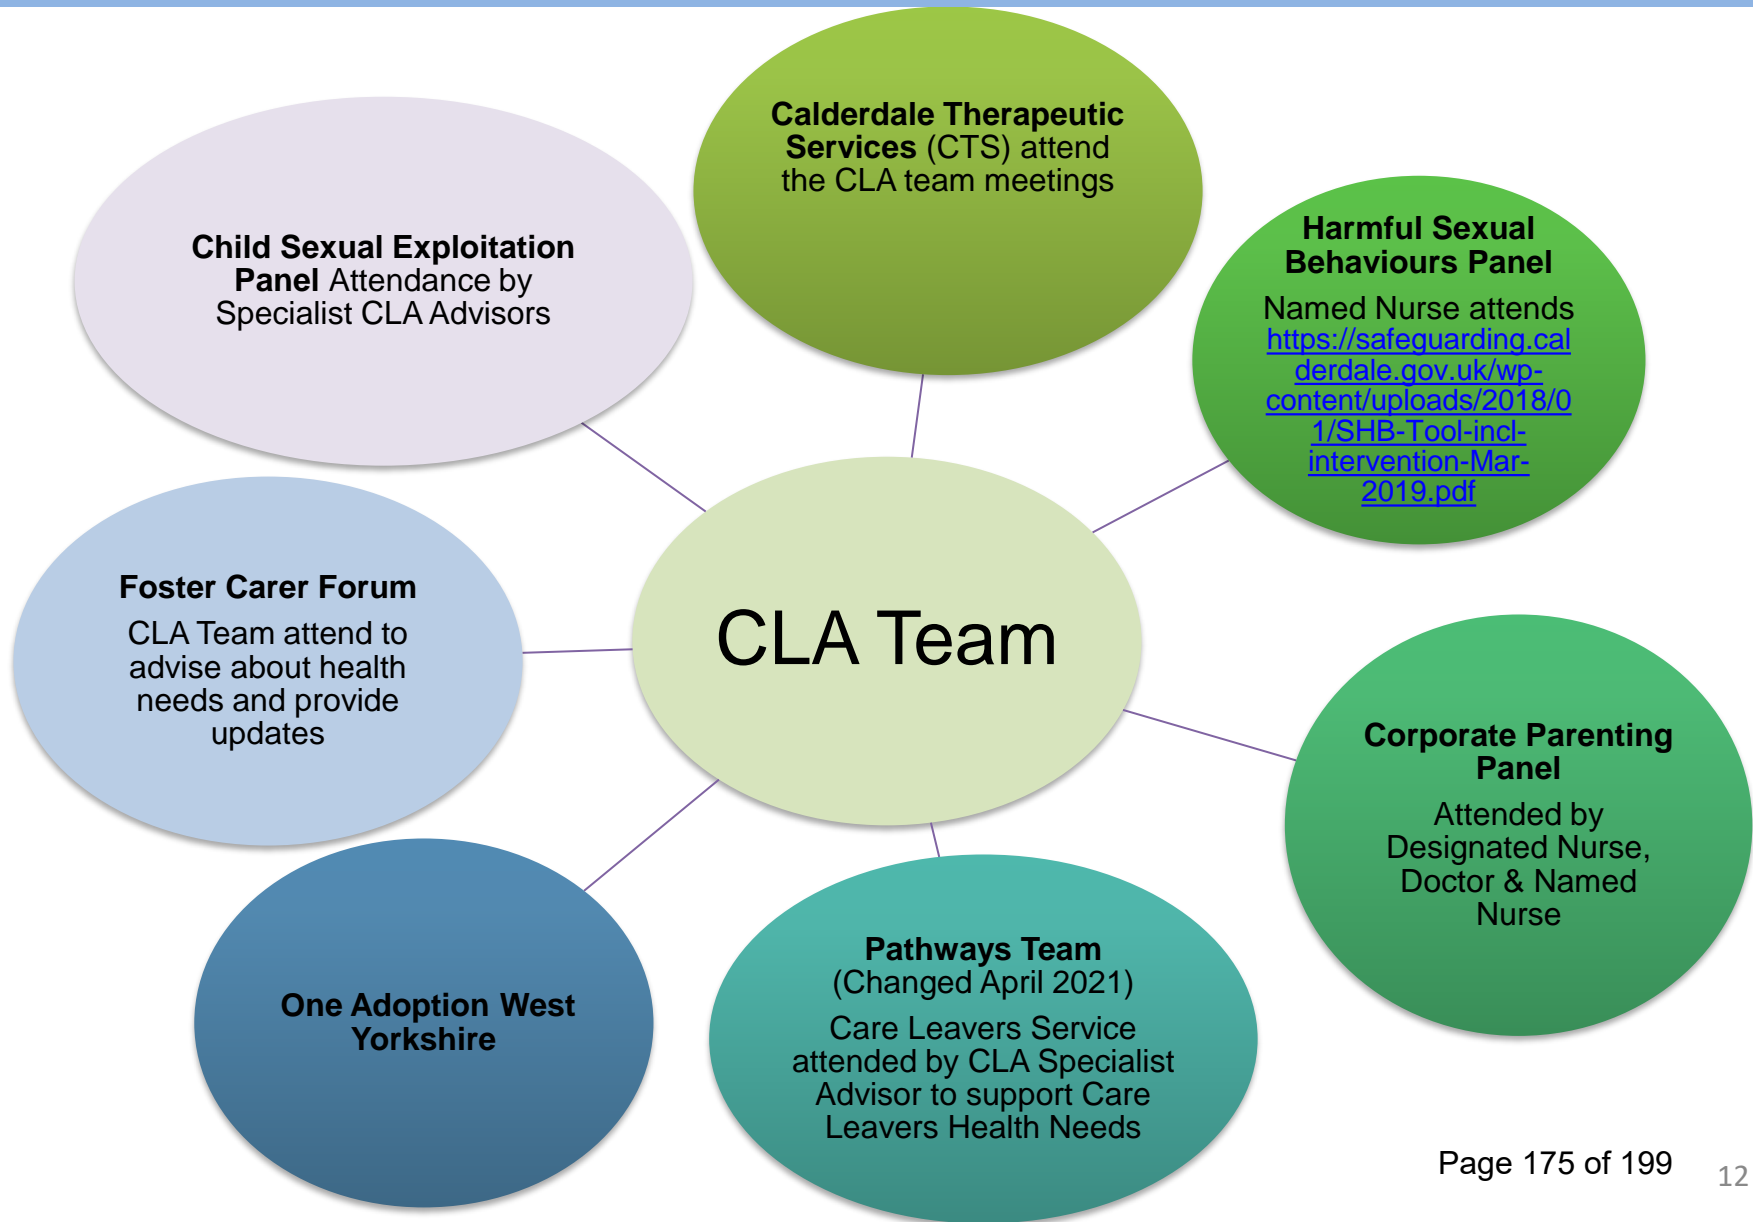 Calderdale Therapeutic
Services (CTS) attend
the CLA team meetings
Harmful Sexual
Behaviours Panel
Named Nurse attends
https://safeguarding.cal
derdale.gov.uk/wp-
content/uploads/2018/0
1/SHB-Tool-incl-
intervention-Mar-
2019.pdf
Child Sexual Exploitation
Panel Attendance by
Specialist CLA Advisors
Foster Carer Forum
CLA Team attend to
advise about health
needs and provide
updates
CLA Team
Corporate Parenting
Panel
Attended by
Designated Nurse,
Doctor & Named
Nurse
One Adoption West
Yorkshire
Pathways Team
(Changed April 2021)
Care Leavers Service
attended by CLA Specialist
Advisor to support Care
Leavers Health Needs
Page 175 of 199
12